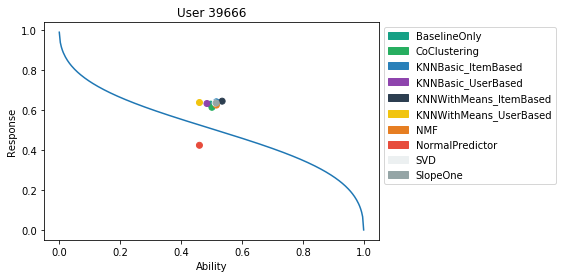 User 39666
1.0
0.8
0.6
0.4
0.2
0.0
Response
0.0
0.2
0.4
0.6
0.8
1.0
Ability
BaselineOnly
CoClustering
KNNBasic_ItemBased
KNNBasic_UserBased
KNNWithMeans_ItemBased
KNNWithMeans_UserBased
NMF
NormalPredictor
SVD
SlopeOne